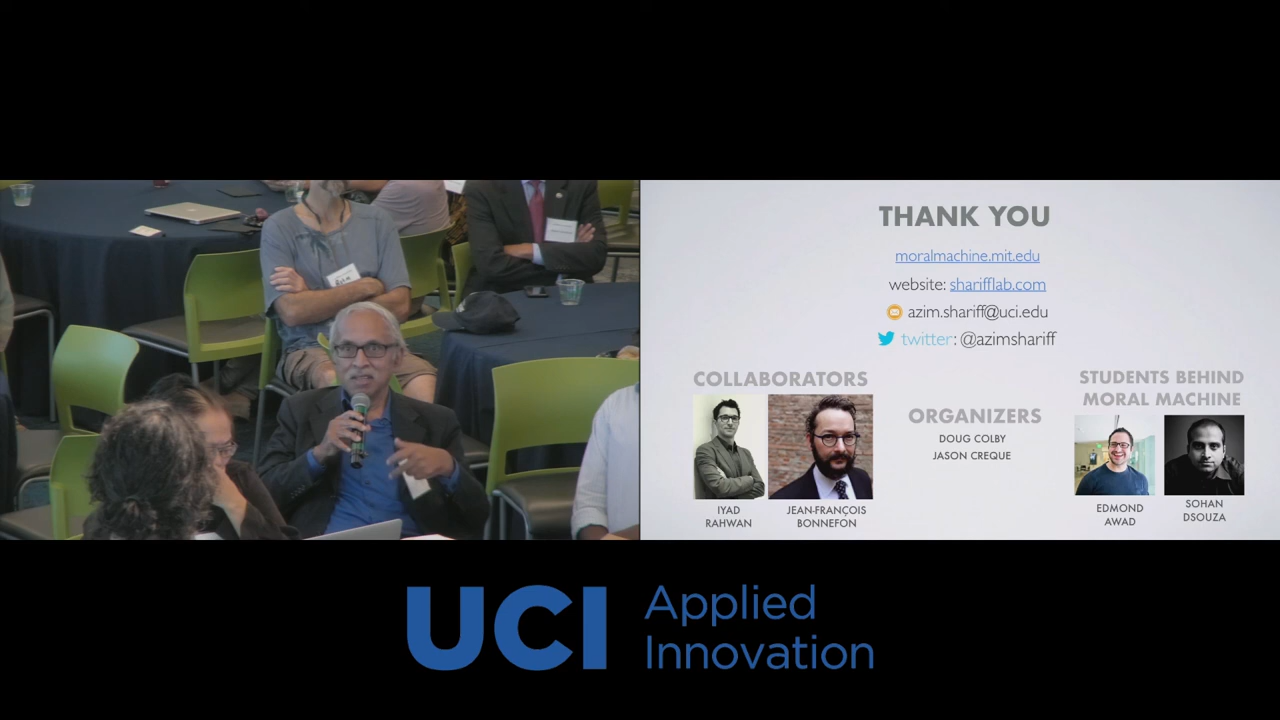 THANK YOU
moralmachine.mit.edu
website: sharifflab.com
azim.shariff@uci.edu
twitter: @azimshariff
COLLABORATORS
IYAD
RAHWAN
JEAN-FRANÇOIS
BONNEFON
ORGANIZERS
DOUG COLBY
JASON CREQUE
STUDENTS BEHIND
MORAL MACHINE
EDMOND
AWAD
SOHAN
DSOUZA
UCI Applied
Innovation